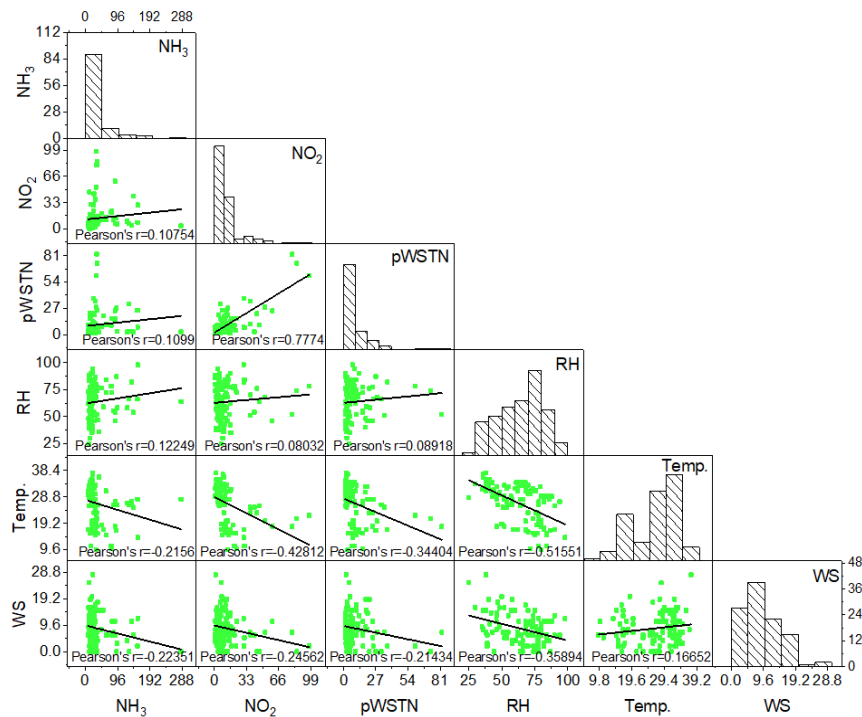 0 96 192 288
112
84
56
28
0
NH₃
NH₃
99
66
33
0
NO₂
Pearson's r=0.10754
NO₂
81
54
27
0
pWSTN
Pearson's r=0.1099
Pearson's r=0.7774
pWSTN
100
75
50
25
RH
Pearson's r=0.12249
Pearson's r=0.08032
Pearson's r=0.08918
RH
38.4
28.8
19.2
9.6
Temp.
Pearson's r=-0.2156
Pearson's r=-0.42812
Pearson's r=-0.34404
Pearson's r=-0.51551
Temp.
28.8
19.2
9.6
0.0
WS
Pearson's r=-0.22351
Pearson's r=-0.24562
Pearson's r=-0.21434
Pearson's r=-0.35894
Pearson's r=0.16652
WS
48
36
24
12
0
0 96 192 288 0 33 66 99 0 27 54 81 25 50 75 100 9.8 19.6 29.4 39.2 0.0 9.6 19.2 28.8
NH₃ NO₂ pWSTN RH Temp. WS